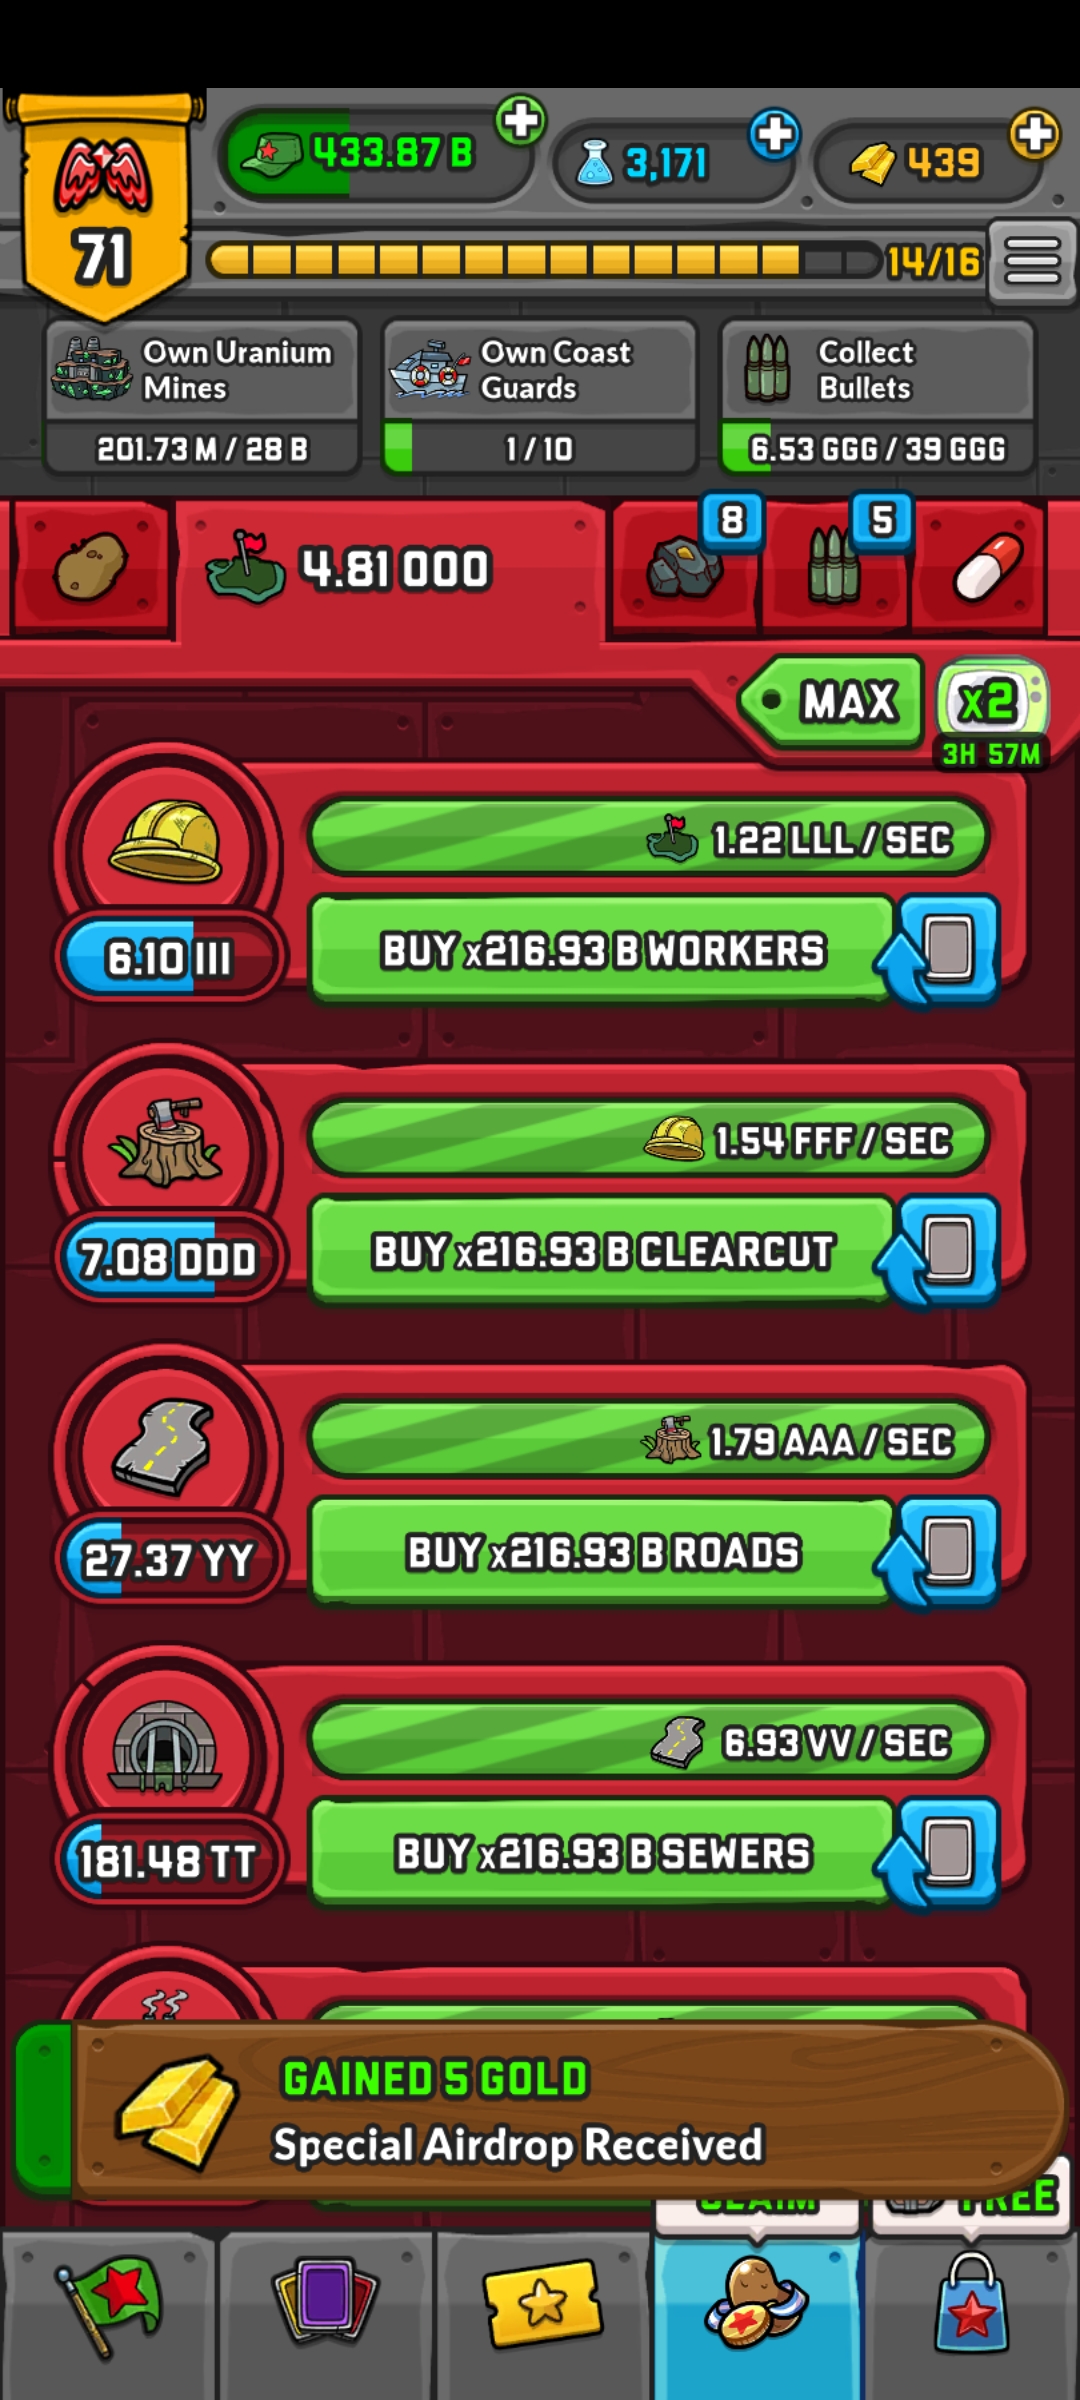 433.87 B
3,171
439
71
14/16
Own Uranium
Mines
201.73 M / 28 B
Own Coast
Guards
1 / 10
Collect
Bullets
6.53 GGG / 39 GGG
4.81 OOO
8
5
MAX
x2
3H 57M
1.22 LLL / SEC
6.10 III
BUY x216.93 B WORKERS
1.54 FFF / SEC
7.08 DDD
BUY x216.93 B CLEARCUT
1.79 AAA / SEC
27.37 YY
BUY x216.93 B ROADS
6.93 VV / SEC
181.48 TT
BUY x216.93 B SEWERS
GAINED 5 GOLD
Special Airdrop Received
CLAIM
FREE